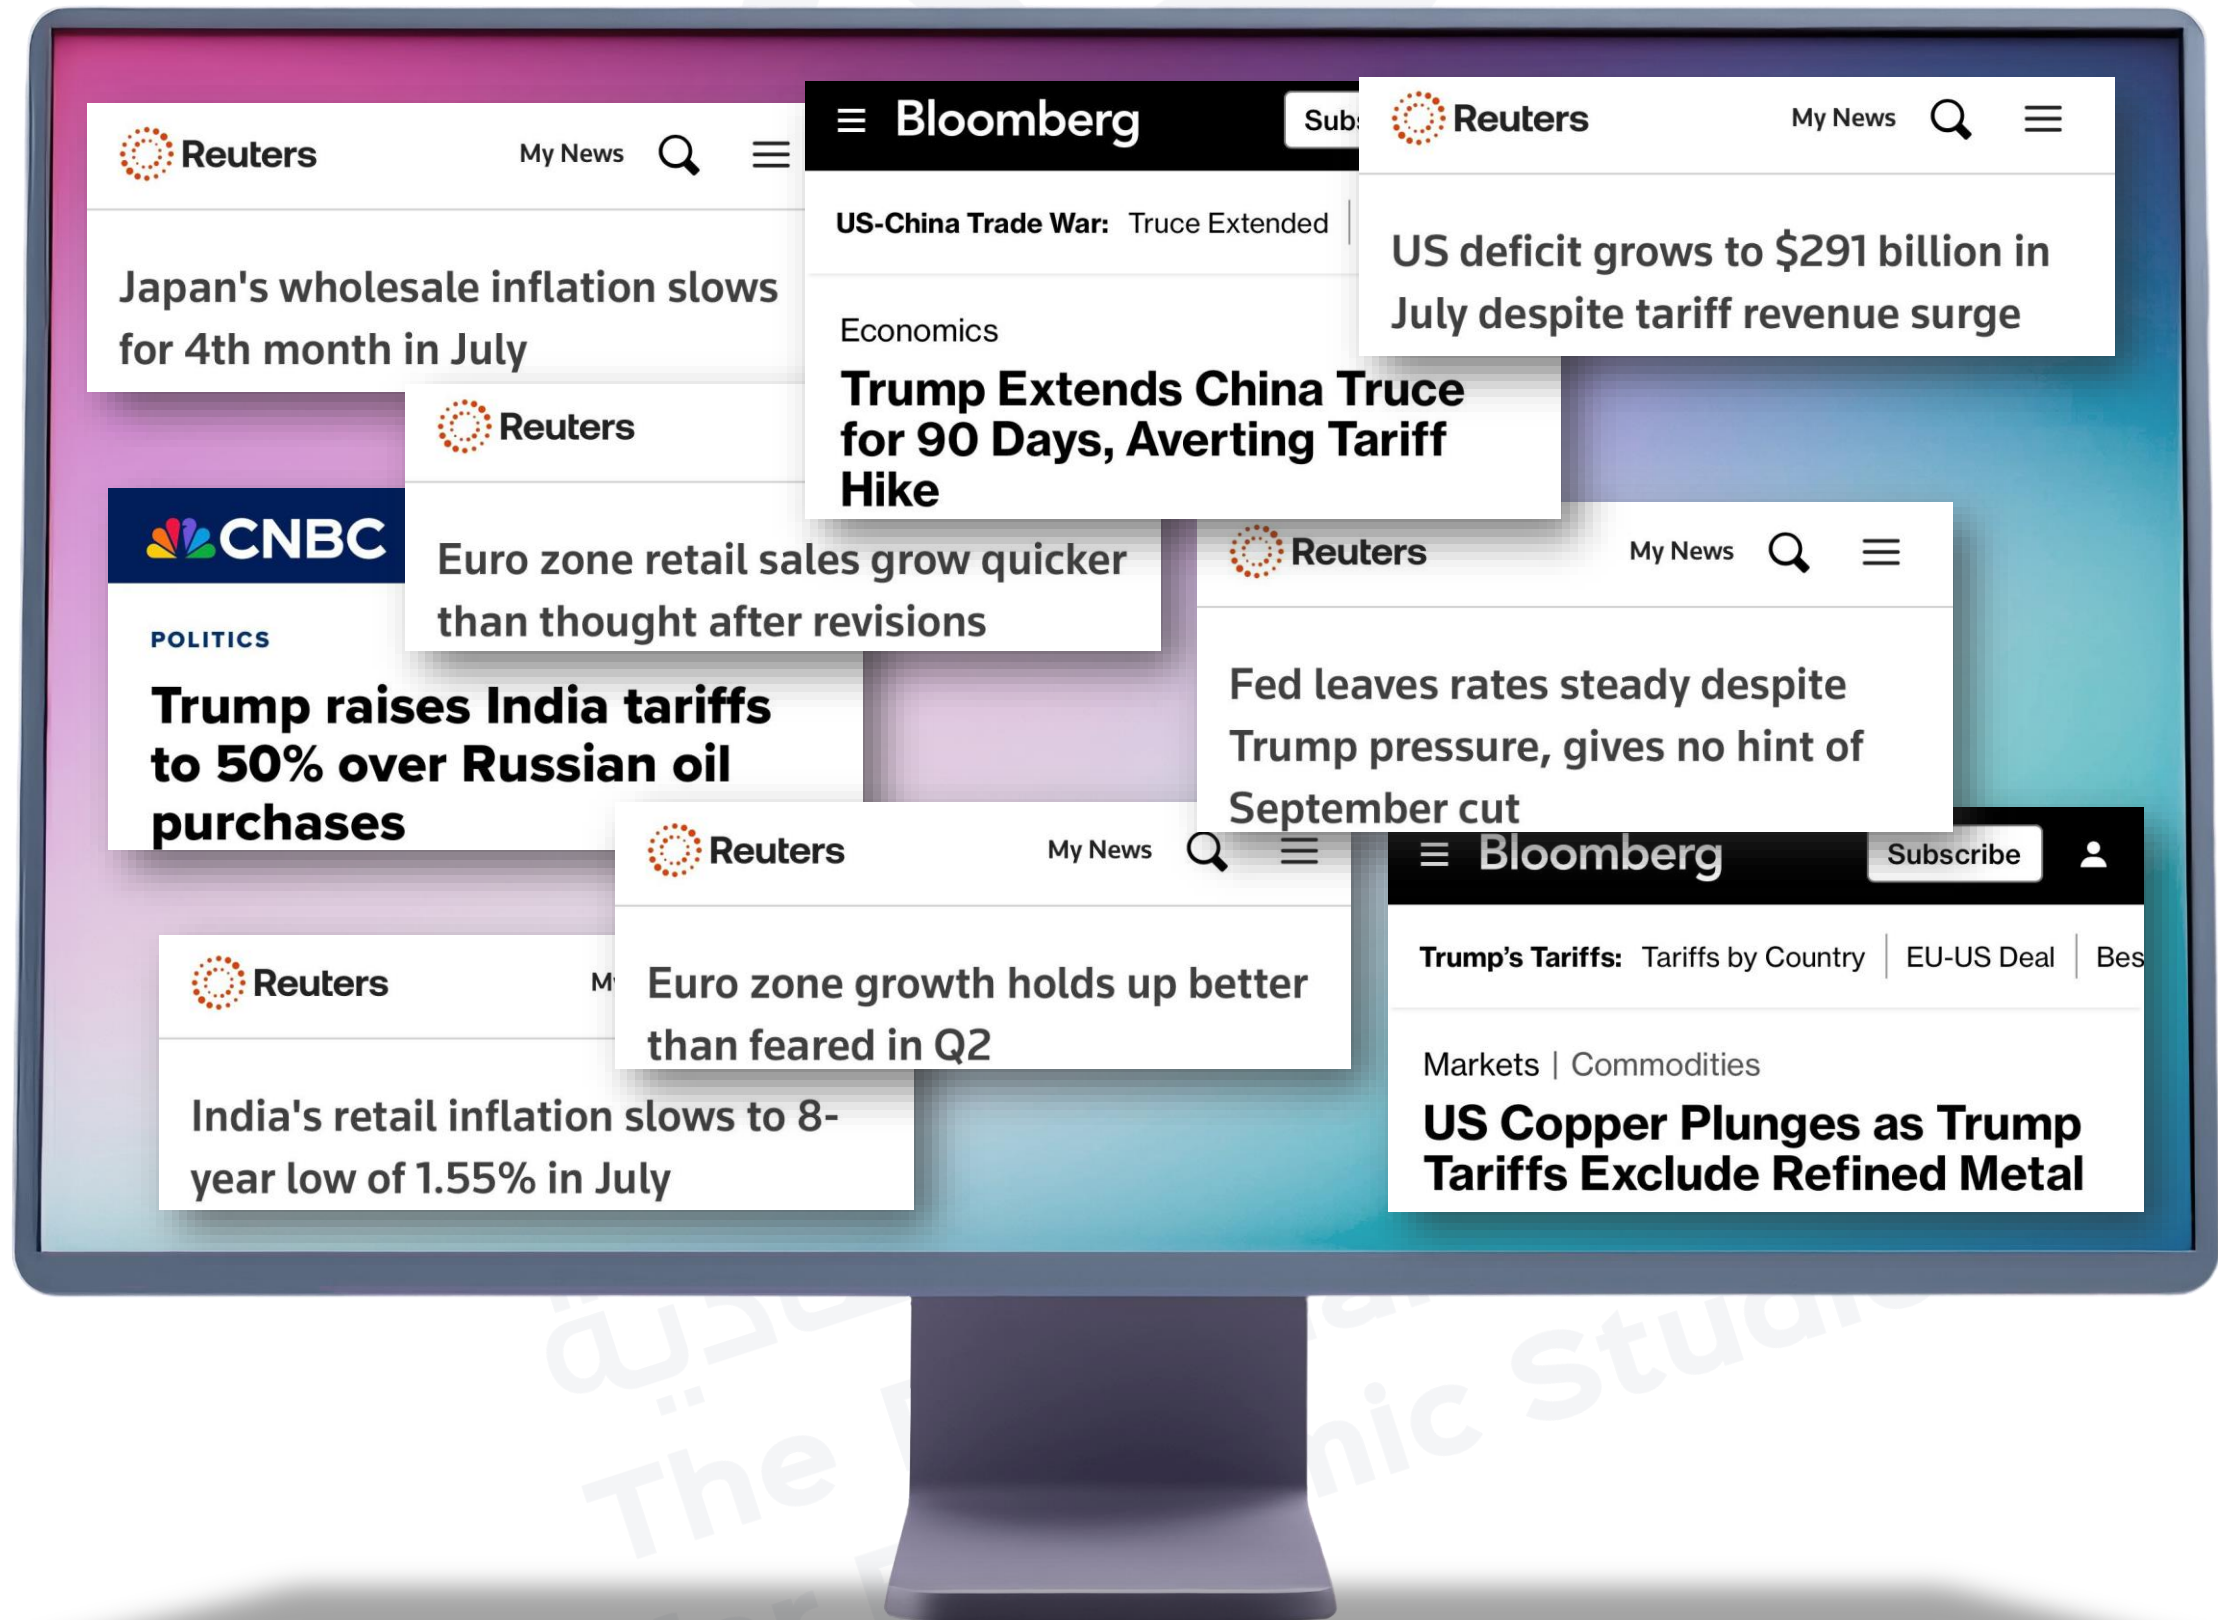 Reuters
My News
Japan's wholesale inflation slows
for 4th month in July
Bloomberg
US-China Trade War: Truce Extended
Economics
Trump Extends China Truce
for 90 Days, Averting Tariff
Hike
Reuters
My News
US deficit grows to $291 billion in
July despite tariff revenue surge
Reuters
Euro zone retail sales grow quicker
than thought after revisions
CNBC
POLITICS
Trump raises India tariffs
to 50% over Russian oil
purchases
Reuters
My News
Fed leaves rates steady despite
Trump pressure, gives no hint of
September cut
Reuters
My News
Euro zone growth holds up better
than feared in Q2
Bloomberg
Subscribe
Trump's Tariffs: Tariffs by Country | EU-US Deal
Markets | Commodities
US Copper Plunges as Trump
Tariffs Exclude Refined Metal
Reuters
India's retail inflation slows to 8-
year low of 1.55% in July
The